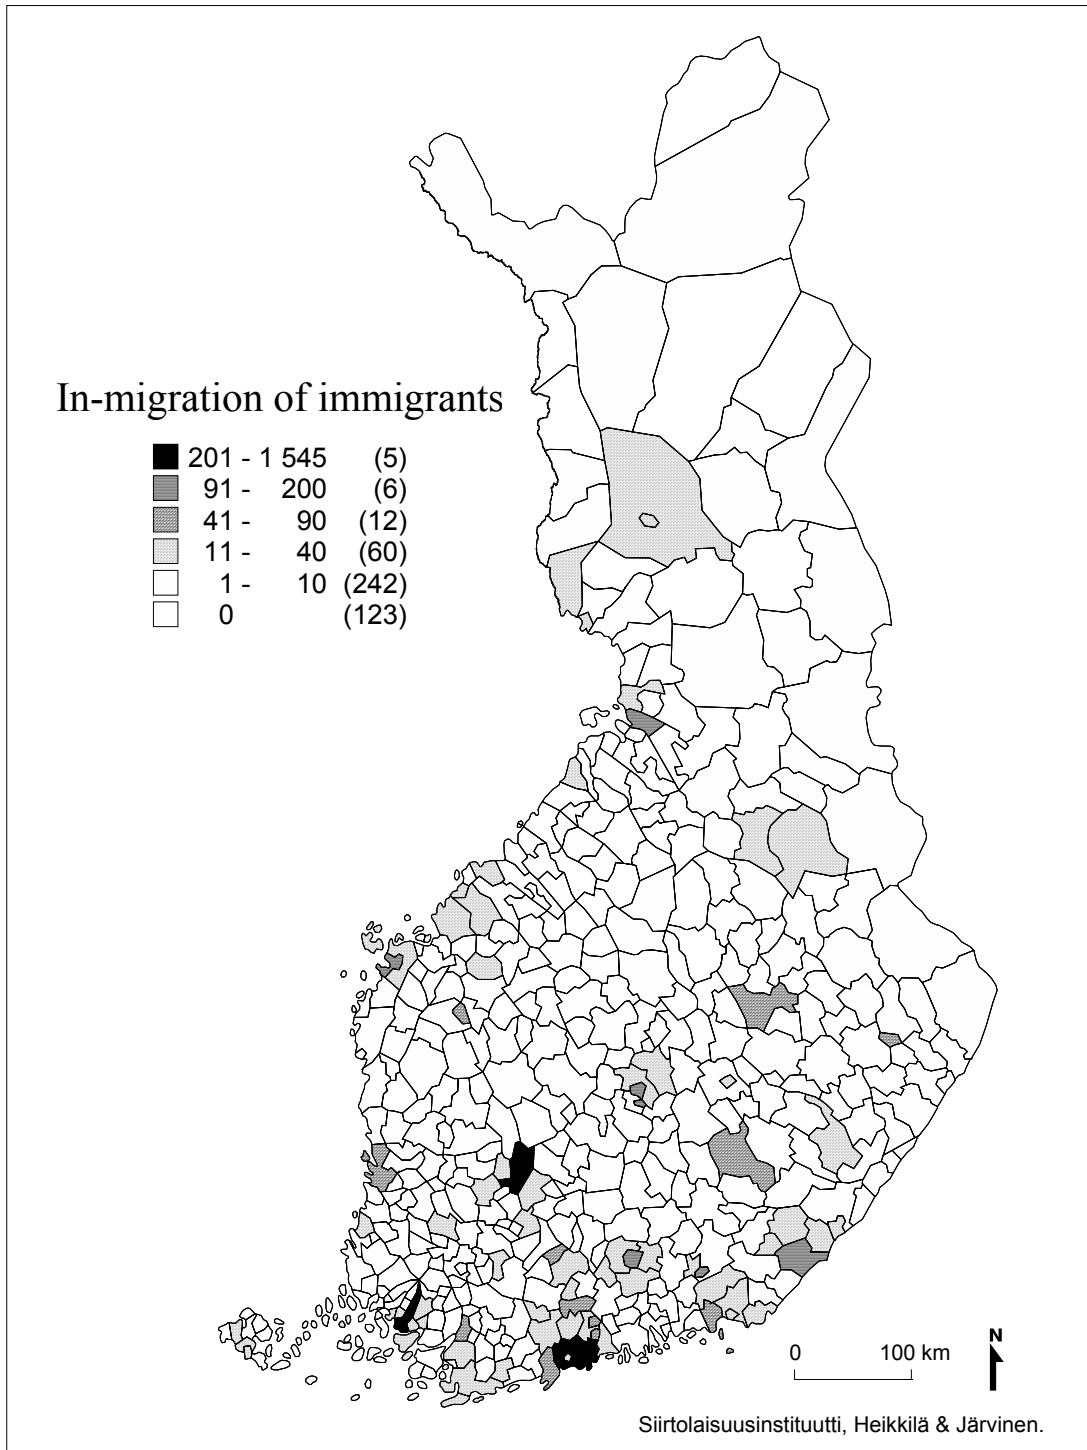 In-migration of immigrants
201 - 1 545 (5)
91 - 200 (6)
41 - 90 (12)
11 - 40 (60)
1 - 10 (242)
0 (123)
N
0 100 km
Siirtolaisuusinstituutti, Heikkilä & Järvinen.